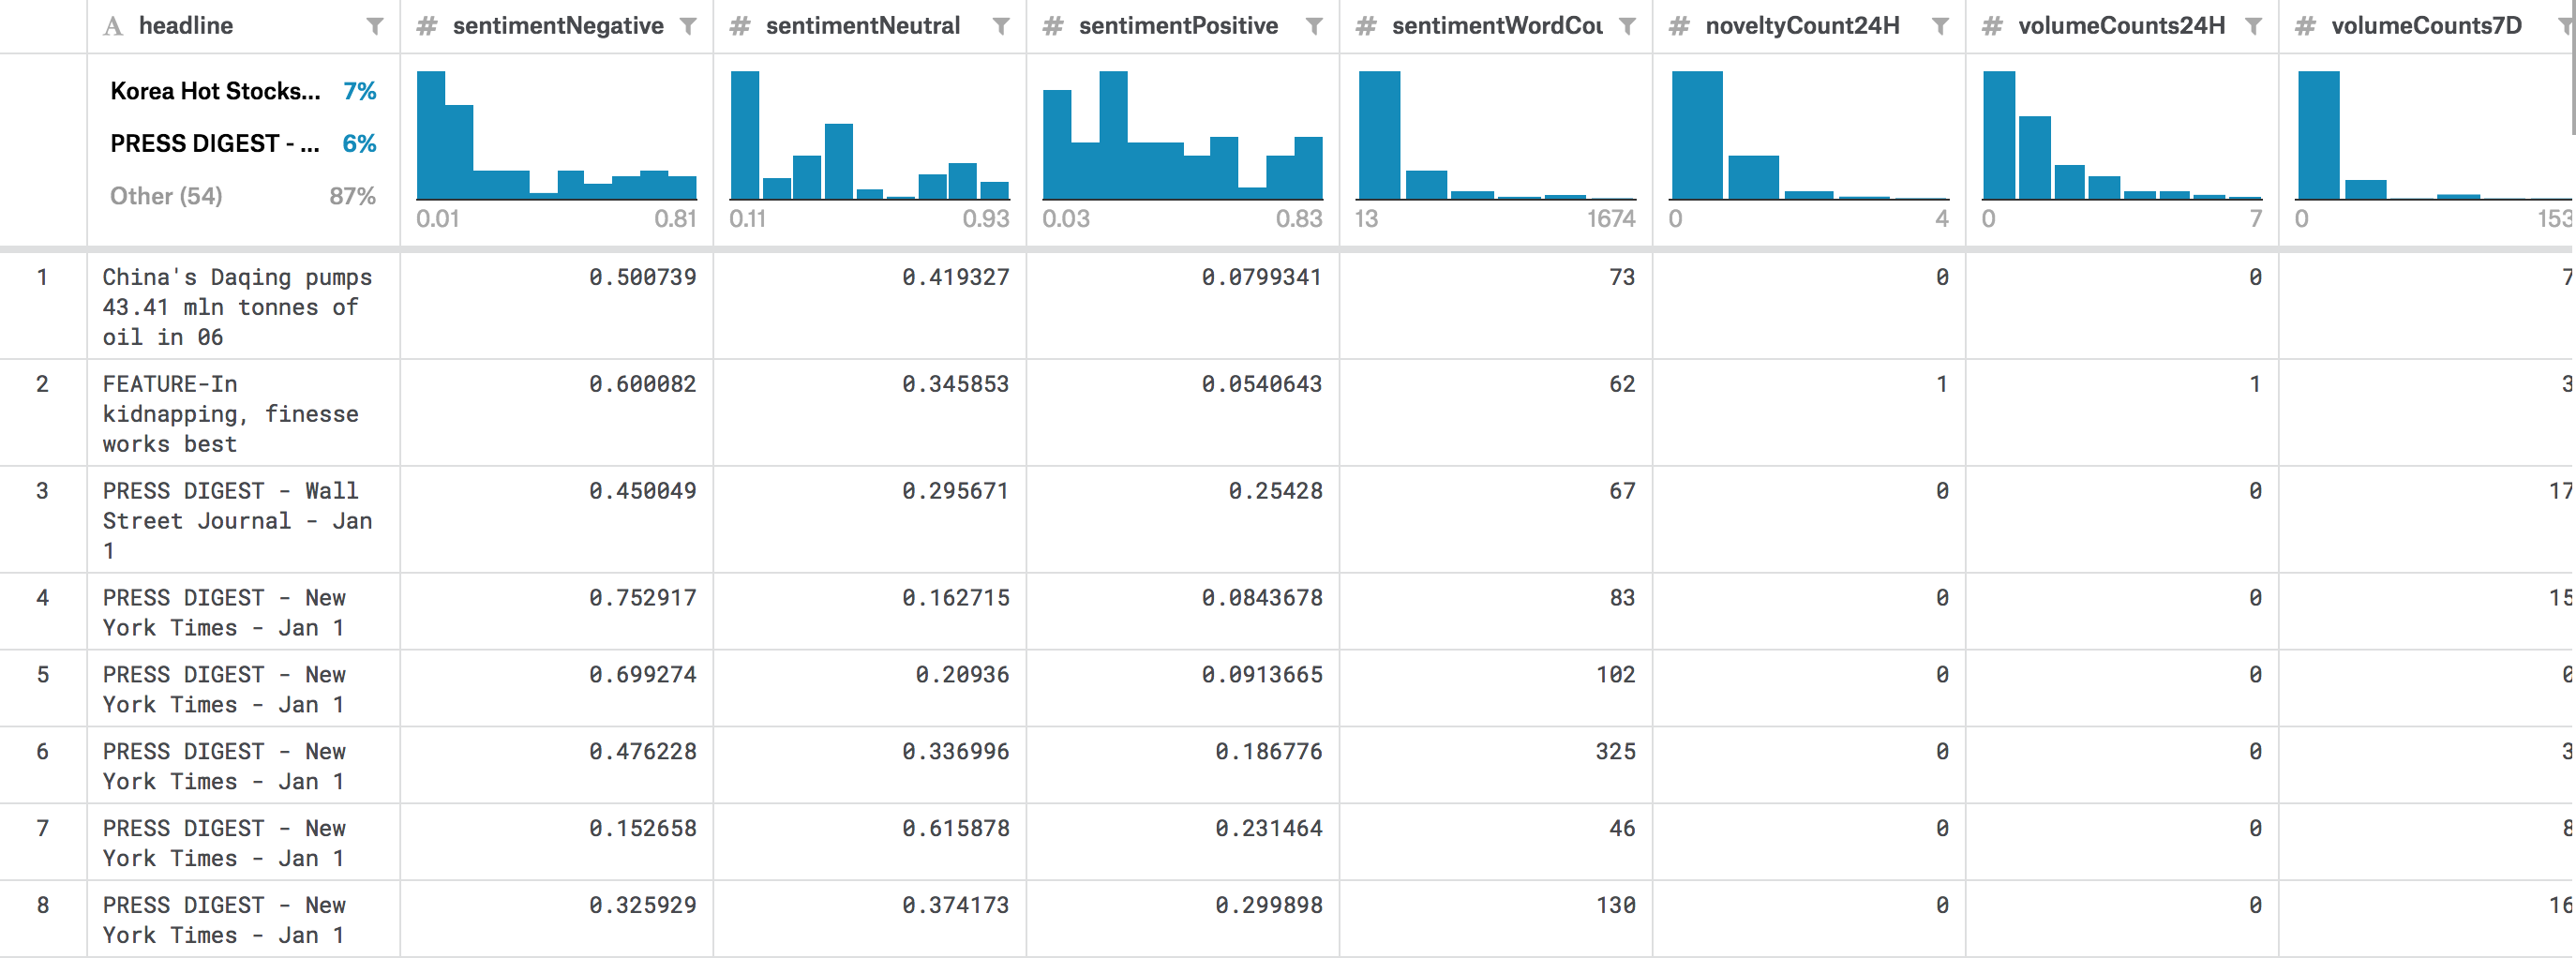 A headline # sentimentNegative # sentimentNeutral # sentimentPositive # sentimentWordCou # noveltyCount24H # volumeCounts24H # volumeCounts7D
Korea Hot Stocks... 7%
PRESS DIGEST - ... 6%
Other (54) 87%
0.01 0.81 0.11 0.93 0.03 0.83 13 1674 0 4 0 7 0 153
1 China's Daqing pumps 0.500739 0.419327 0.0799341 73 0 0 7
43.41 mln tonnes of
oil in 06
2 FEATURE-In 0.600082 0.345853 0.0540643 62 1 1 3
kidnapping, finesse
works best
3 PRESS DIGEST - Wall 0.450049 0.295671 0.25428 67 0 0 17
Street Journal - Jan
1
4 PRESS DIGEST - New 0.752917 0.162715 0.0843678 83 0 0 15
York Times - Jan 1
5 PRESS DIGEST - New 0.699274 0.20936 0.0913665 102 0 0 0
York Times - Jan 1
6 PRESS DIGEST - New 0.476228 0.336996 0.186776 325 0 0 3
York Times - Jan 1
7 PRESS DIGEST - New 0.152658 0.615878 0.231464 46 0 0 8
York Times - Jan 1
8 PRESS DIGEST - New 0.325929 0.374173 0.299898 130 0 0 16
York Times - Jan 1